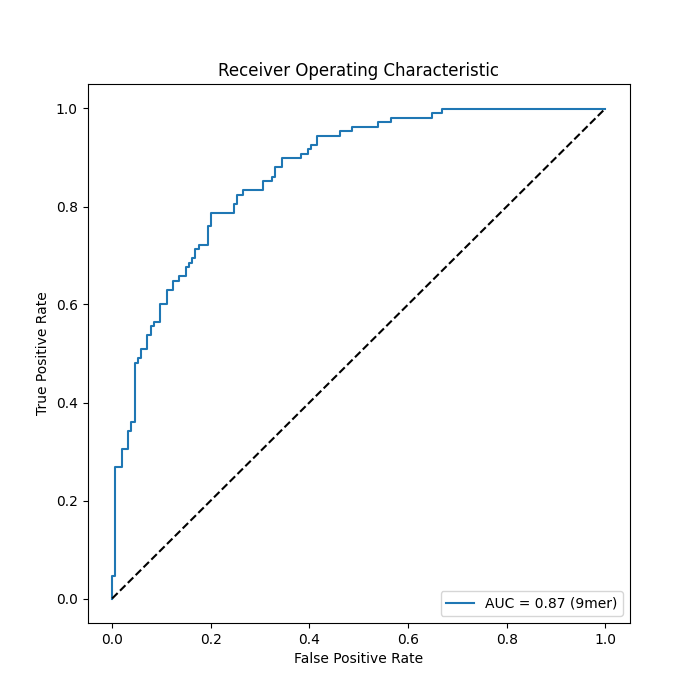 Receiver Operating Characteristic
True Positive Rate
1.0
0.8
0.6
0.4
0.2
0.0
AUC = 0.87 (9mer)
0.0 0.2 0.4 0.6 0.8 1.0
False Positive Rate